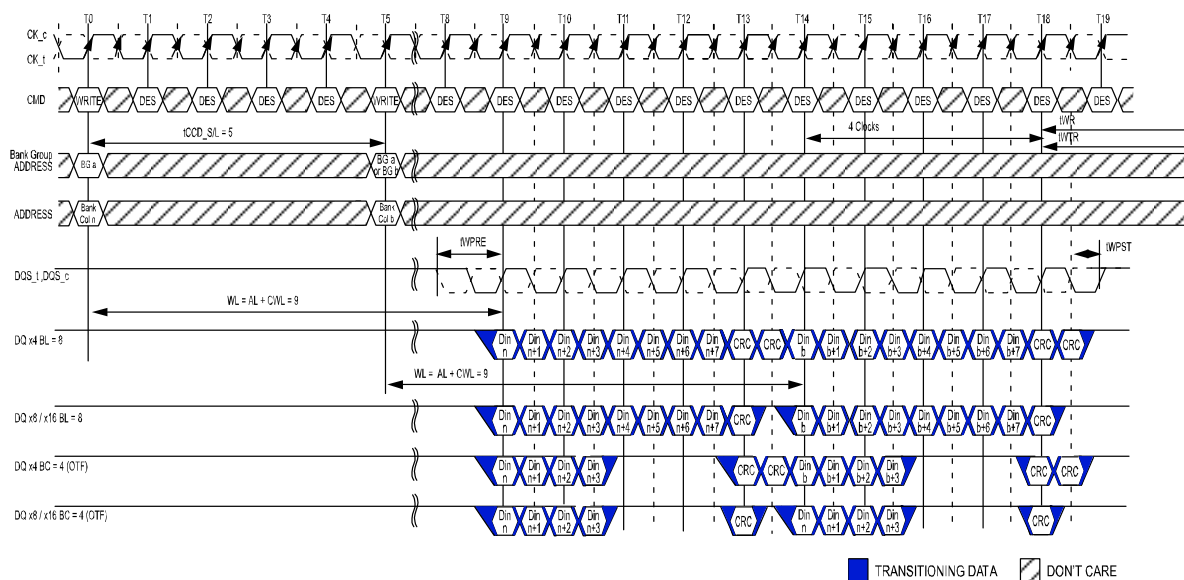 T0 T1 T2 T3 T4 T5 T8 T9 T10 T11 T12 T13 T14 T15 T16 T17 T18 T19
CK_c
CK_t
CMD WRITE DES DES DES DES WRITE DES DES DES DES DES DES DES DES DES DES DES DES
tCCD_S/L = 5
4 Clocks
tWR
tWTR
Bank Group
ADDRESS
BG a
BG a
or BG b
ADDRESS
Bank
Col n
Bank
Col b
tWPRE
tWPST
DQS_t,DQS_c
WL = AL + CWL = 9
DQ x4 BL = 8
Din n Din n+1 Din n+2 Din n+3 Din n+4 Din n+5 Din n+6 Din n+7 CRC CRC Din b Din b+1 Din b+2 Din b+3 Din b+4 Din b+5 Din b+6 Din b+7 CRC CRC
WL = AL + CWL = 9
DQ x8 / x16 BL = 8
Din n Din n+1 Din n+2 Din n+3 Din n+4 Din n+5 Din n+6 Din n+7 CRC Din b Din b+1 Din b+2 Din b+3 Din b+4 Din b+5 Din b+6 Din b+7 CRC
DQ x4 BC = 4 (OTF)
Din n Din n+1 Din n+2 Din n+3 CRC CRC Din b Din b+1 Din b+2 Din b+3 CRC CRC
DQ x8 / x16 BC = 4 (OTF)
Din n Din n+1 Din n+2 Din n+3 CRC Din n Din b+1 Din b+2 Din b+3 CRC
TRANSITIONING DATA
DON'T CARE